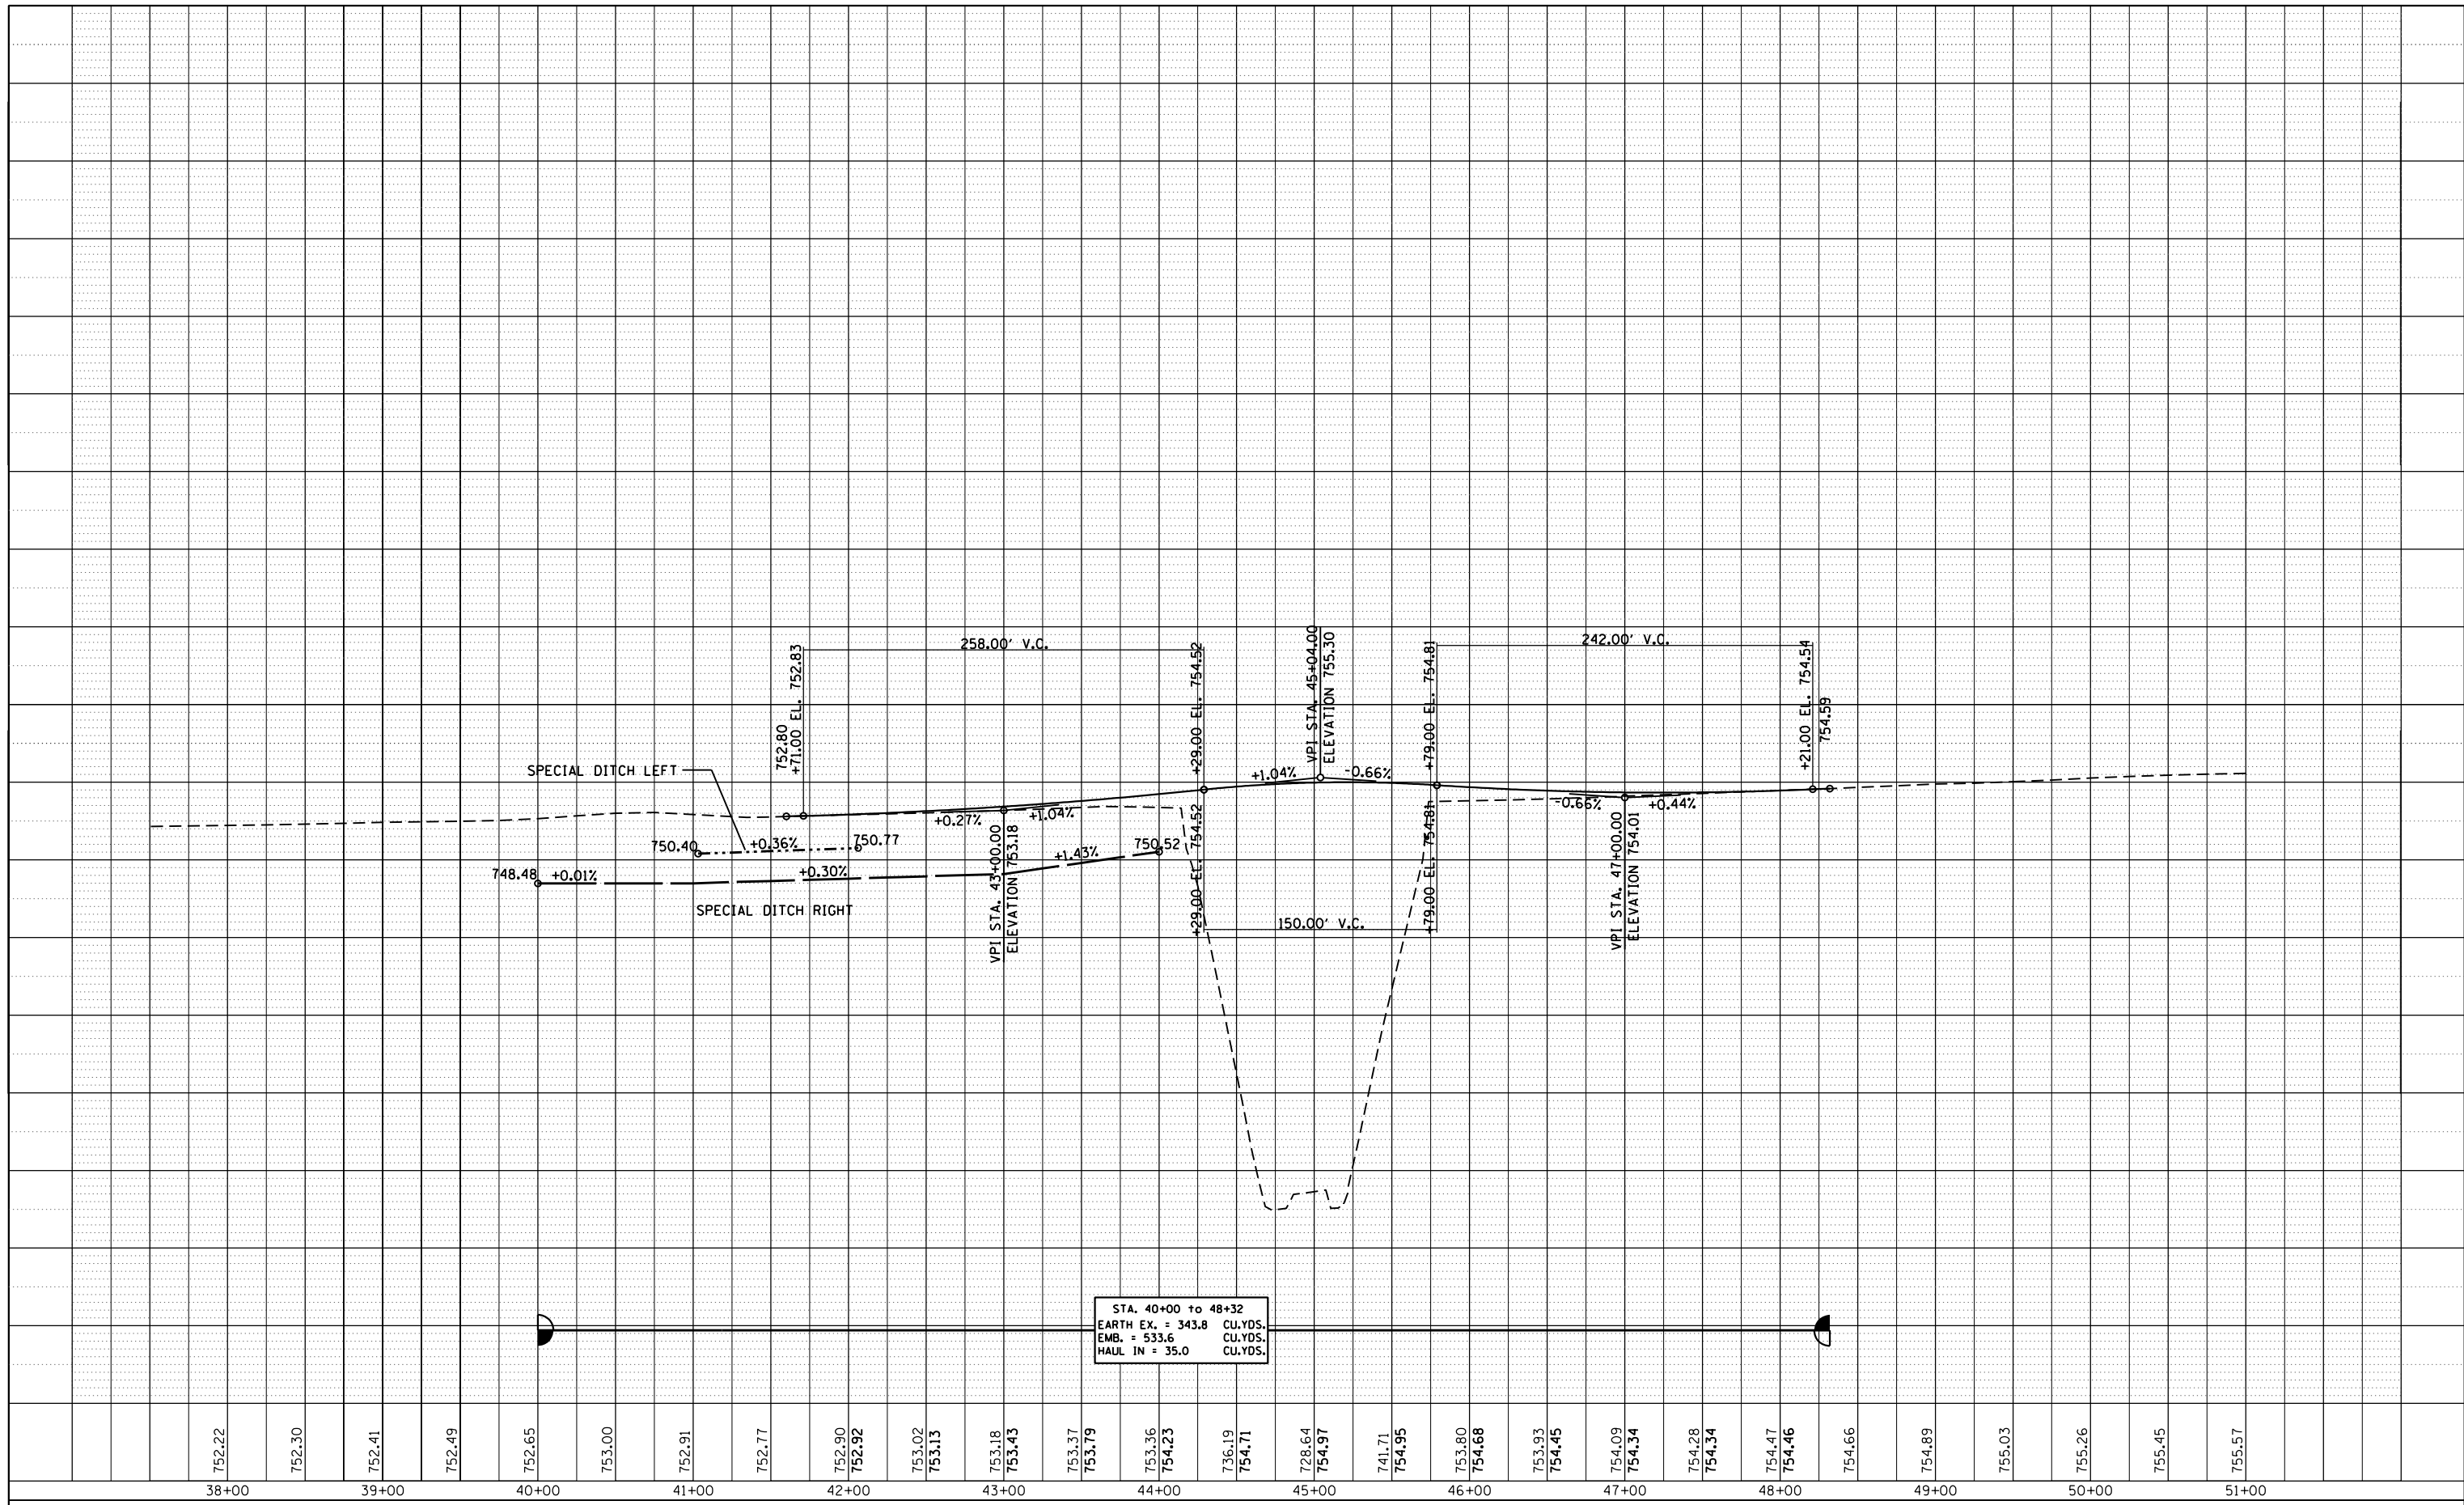 258.00' V.C.
242.00' V.C.
752.80
+71.00 EL. 752.83
+29.00 EL. 754.52
VPI STA. 45+04.00
ELEVATION 755.30
+79.00 EL. 754.81
+21.00 EL. 754.54
754.59
SPECIAL DITCH LEFT
+1.04%
-0.66%
+0.27%
+1.04%
-0.66%
+0.44%
750.40
+0.36%
750.77
748.48
+0.01%
+0.30%
+1.43%
750.52
SPECIAL DITCH RIGHT
VPI STA. 43+00.00
ELEVATION 753.18
+29.00 EL. 754.52
150.00' V.C.
+79.00 EL. 754.81
VPI STA. 47+00.00
ELEVATION 754.01
STA. 40+00 to 48+32
EARTH EX. = 343.8 CU.YDS.
EMB. = 533.6 CU.YDS.
HAUL IN = 35.0 CU.YDS.
752.22
752.30
752.41
752.49
752.65
753.00
752.91
752.77
752.90
752.92
753.02
753.13
753.18
753.43
753.37
753.79
753.36
754.23
736.19
754.71
728.64
754.97
741.71
754.95
753.80
754.68
753.93
754.45
754.09
754.34
754.28
754.34
754.47
754.46
754.66
754.89
755.03
755.26
755.45
755.57
38+00 39+00 40+00 41+00 42+00 43+00 44+00 45+00 46+00 47+00 48+00 49+00 50+00 51+00